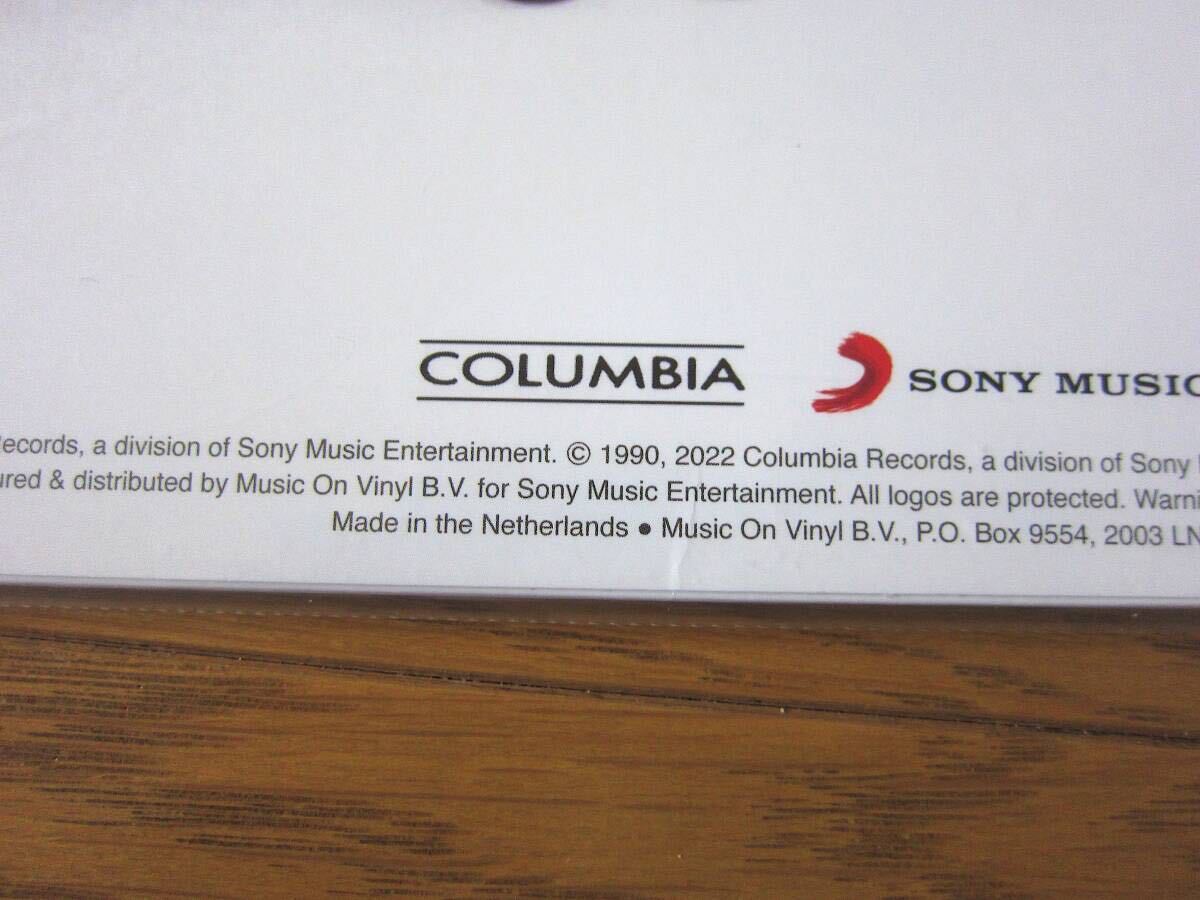 COLUMBIA
SONY MUSIC
ecords, a division of Sony Music Entertainment. © 1990, 2022 Columbia Records, a division of Sony
ured & distributed by Music On Vinyl B.V. for Sony Music Entertainment. All logos are protected. Warni
Made in the Netherlands ● Music On Vinyl B.V., P.O. Box 9554, 2003 LN